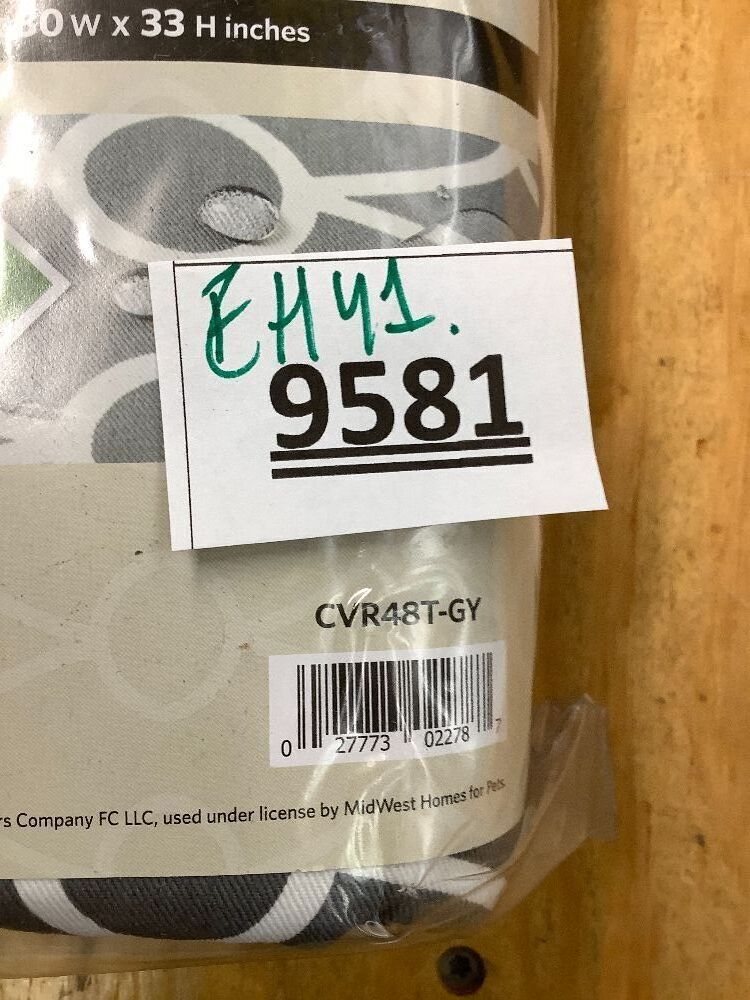 30 W x 33 H inches
EHY1.
9581
CVR48T-GY
0 27773 02278 7
rs Company FC LLC, used under license by MidWest Homes for Pets